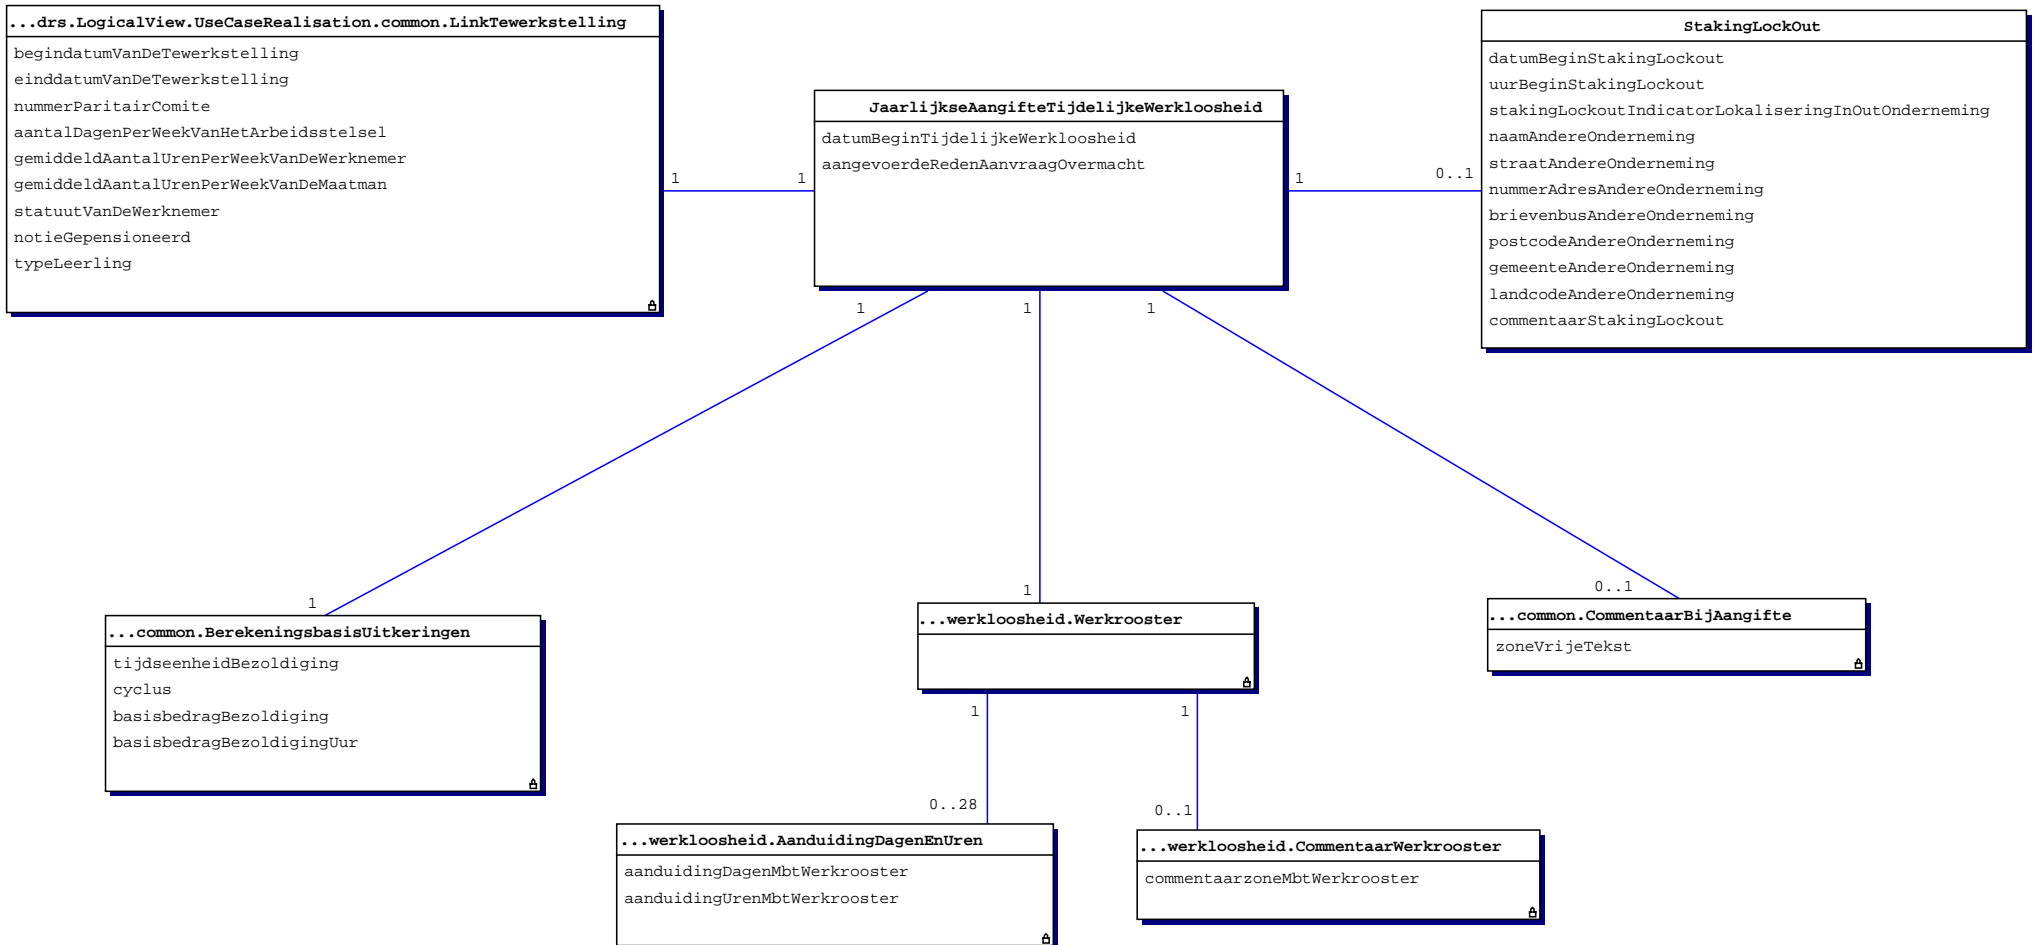 ...drs.LogicalView.UseCaseRealisation.common.LinkTewerkstelling
begindatumVanDeTewerkstelling
einddatumVanDeTewerkstelling
nummerParitairComite
aantalDagenPerWeekVanHetArbeidsstelsel
gemiddeldAantalUrenPerWeekVanDeWerknemer
gemiddeldAantalUrenPerWeekVanDeMaatman
statuutVanDeWerknemer
notieGepensioneerd
typeLeerling
1
1
JaarlijkseAangifteTijdelijkeWerkloosheid
datumBeginTijdelijkeWerkloosheid
aangevoerdeRedenAanvraagOvermacht
1
0..1
StakingLockOut
datumBeginStakingLockout
uurBeginStakingLockout
stakingLockoutIndicatorLokaliseringInOutOnderneming
naamAndereOnderneming
straatAndereOnderneming
nummerAdresAndereOnderneming
brievenbusAndereOnderneming
postcodeAndereOnderneming
gemeenteAndereOnderneming
landcodeAndereOnderneming
commentaarStakingLockout
1
1
1
1
1
0..1
...common.BerekeningsbasisUitkeringen
tijdseenheidBezoldiging
cyclus
basisbedragBezoldiging
basisbedragBezoldigingUur
...werkloosheid.Werkrooster
...common.CommentaarBijAangifte
zoneVrijeTekst
1
1
0..28
0..1
...werkloosheid.AanduidingDagenEnUren
aanduidingDagenMbtWerkrooster
aanduidingUrenMbtWerkrooster
...werkloosheid.CommentaarWerkrooster
commentaarzoneMbtWerkrooster